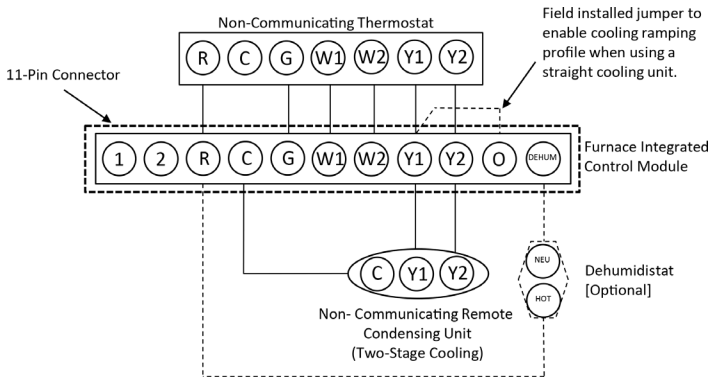 Non-Communicating Thermostat
Field installed jumper to
enable cooling ramping
profile when using a
straight cooling unit.
R C G W1 W2 Y1 Y2
11-Pin Connector
1 2 R C G W1 W2 Y1 Y2 O DEHUM
Furnace Integrated
Control Module
C Y1 Y2
NEU
HOT
Dehumidistat
[Optional]
Non- Communicating Remote
Condensing Unit
(Two-Stage Cooling)